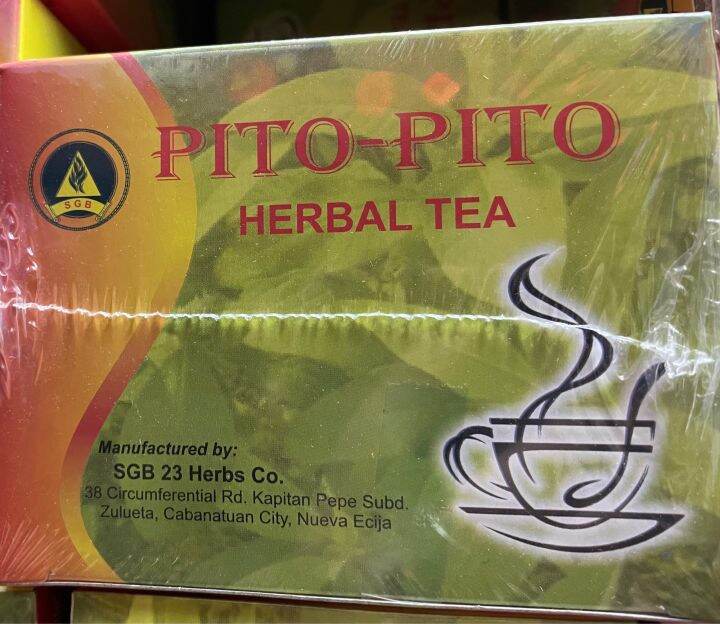 PITO-PITO
HERBAL TEA
SGB
Manufactured by:
SGB 23 Herbs Co.
38 Circumferential Rd. Kapitan Pepe Subd.
Zulueta, Cabanatuan City, Nueva Ecija